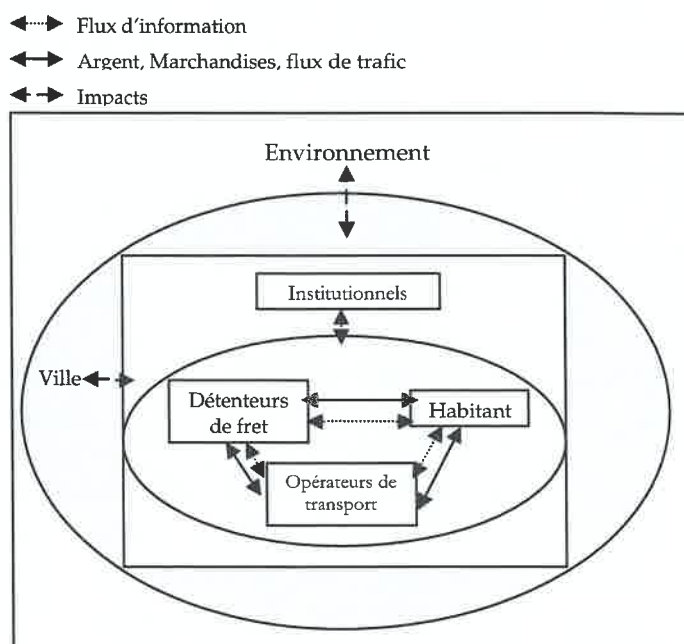 Flux d'information
Argent, Marchandises, flux de trafic
Impacts
Environnement
Institutionnels
Ville
Détenteurs
de fret
Habitant
Opérateurs de
transport